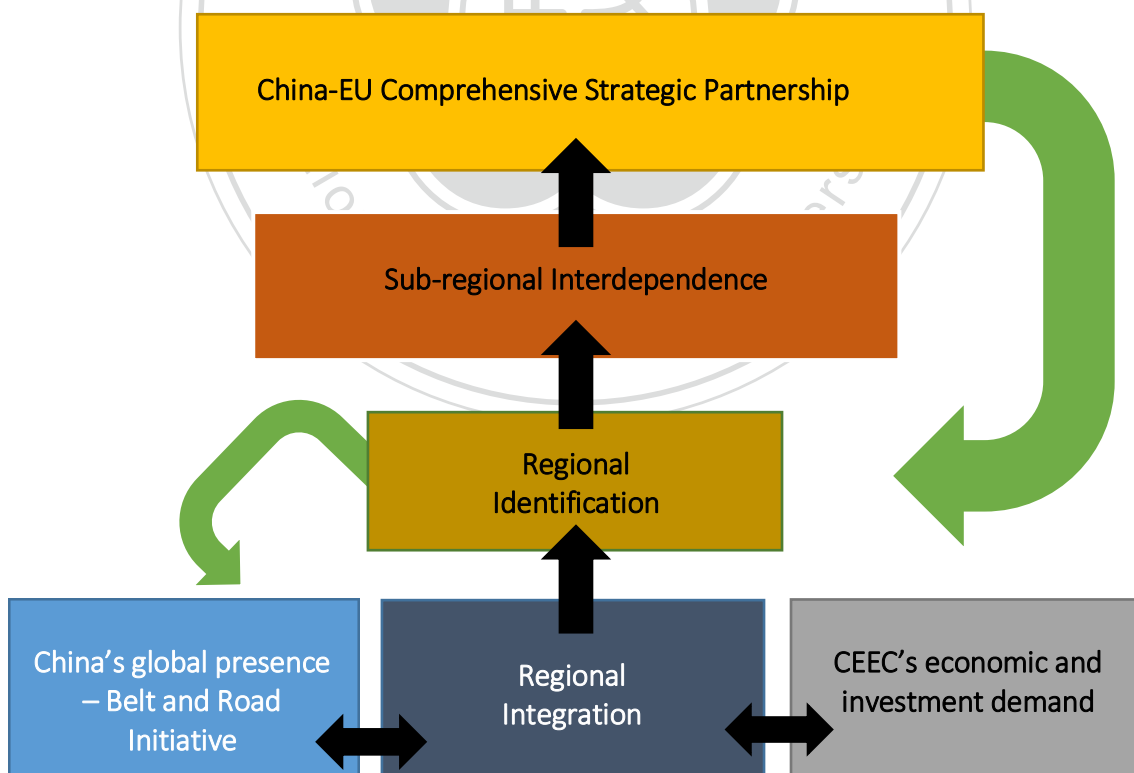 China-EU Comprehensive Strategic Partnership
Sub-regional Interdependence
Regional
Identification
China's global presence
– Belt and Road
Initiative
Regional
Integration
CEEC's economic and
investment demand